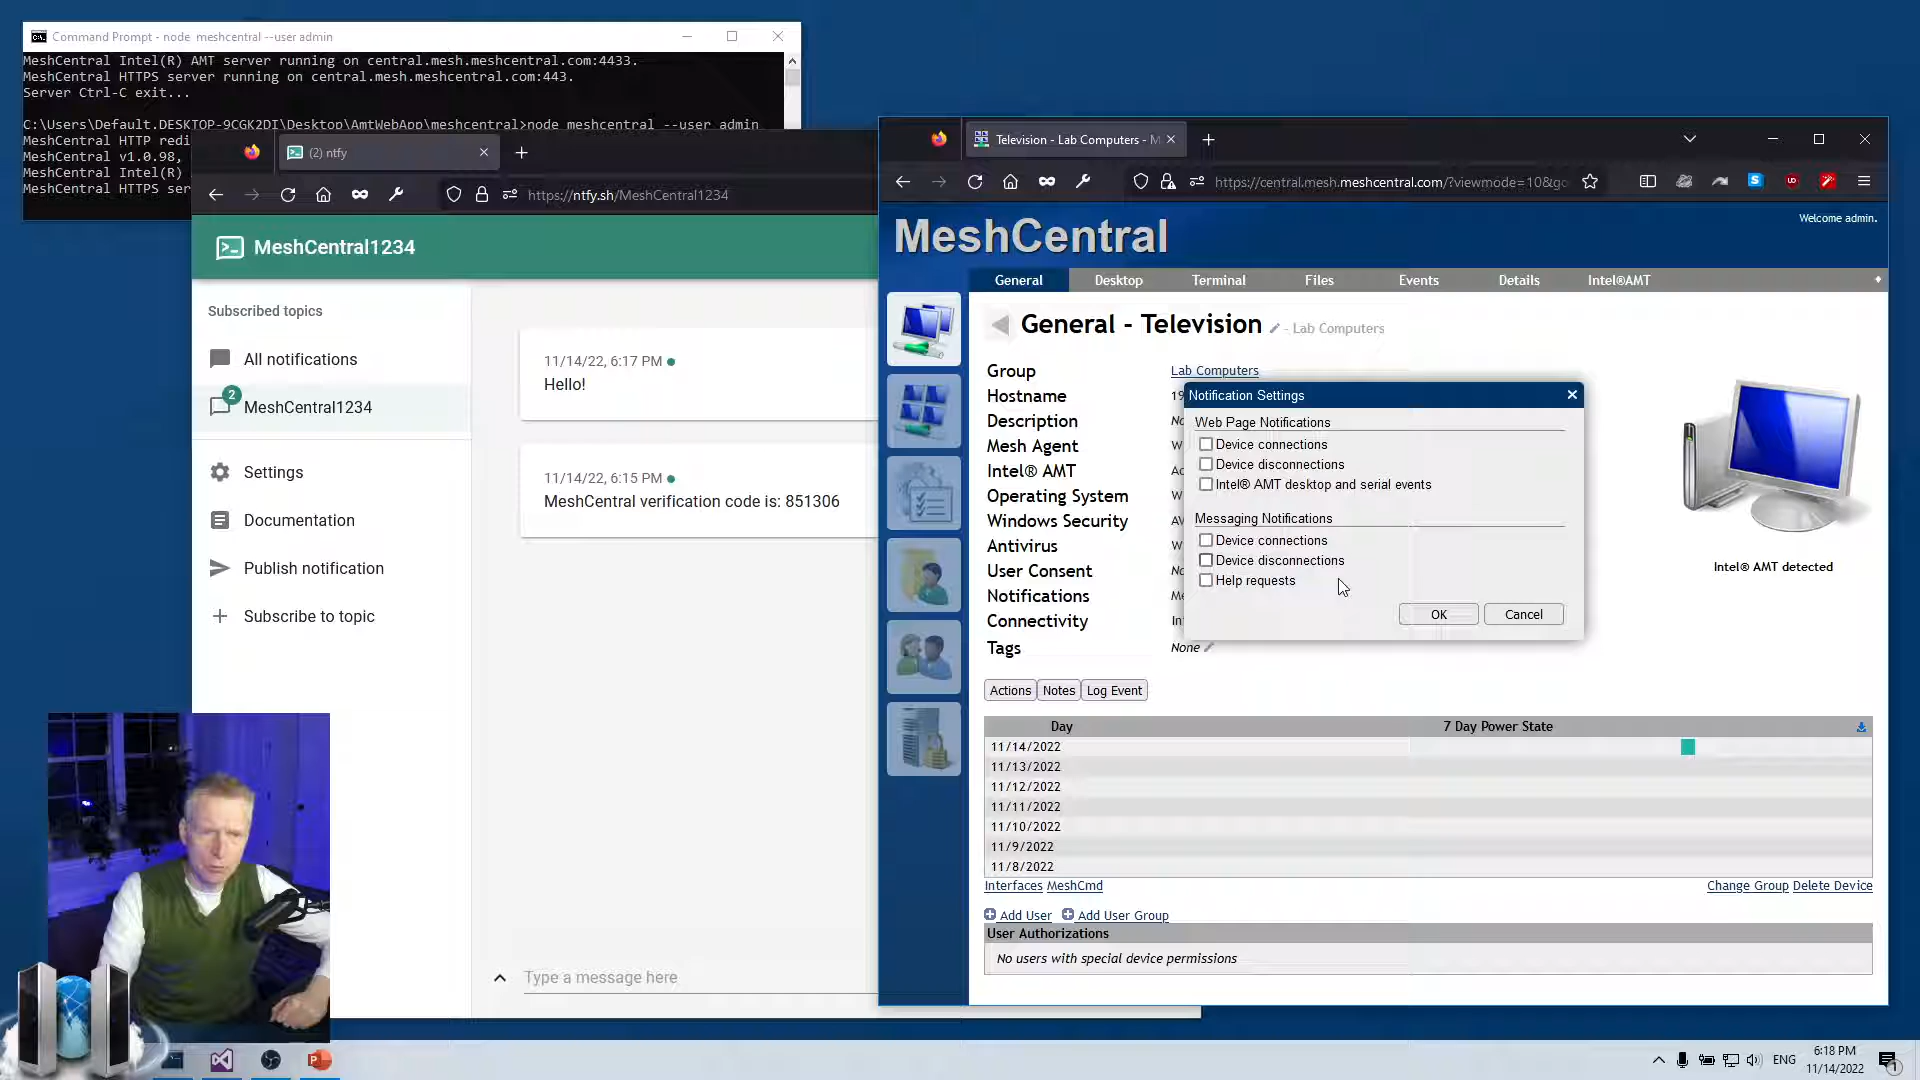 Command Prompt - node meshcentral --user admin
MeshCentral Intel(R) AMT server running on central.mesh.meshcentral.com:4433.
MeshCentral HTTPS server running on central.mesh.meshcentral.com:443.
Server Ctrl-C exit...
C:\Users\Default.DESKTOP-9CGK2DI\Desktop\AmtWebApp\meshcentral>node meshcentral --user admin
MeshCentral HTTP redi
MeshCentral v1.0.98,
MeshCentral Intel(R)
MeshCentral HTTPS ser
(2) ntfy
https://ntfy.sh/MeshCentral1234
MeshCentral1234
Subscribed topics
All notifications
2
MeshCentral1234
Settings
Documentation
Publish notification
Subscribe to topic
11/14/22, 6:17 PM
Hello!
11/14/22, 6:15 PM
MeshCentral verification code is: 851306
Type a message here
Television - Lab Computers - M
https://central.mesh.meshcentral.com/?viewmode=10&go
MeshCentral
Welcome admin.
General Desktop Terminal Files Events Details Intel®AMT
General - Television - Lab Computers
Group Lab Computers
Hostname 19
Description No
Mesh Agent W
Intel® AMT Ac
Operating System W
Windows Security AV
Antivirus W
User Consent No
Notifications Me
Connectivity In
Tags None
Notification Settings
Web Page Notifications
Device connections
Device disconnections
Intel® AMT desktop and serial events
Messaging Notifications
Device connections
Device disconnections
Help requests
OK Cancel
Intel® AMT detected
Actions Notes Log Event
Day 7 Day Power State
11/14/2022
11/13/2022
11/12/2022
11/11/2022
11/10/2022
11/9/2022
11/8/2022
Interfaces MeshCmd Change Group Delete Device
Add User Add User Group
User Authorizations
No users with special device permissions
ENG
6:18 PM
11/14/2022
1